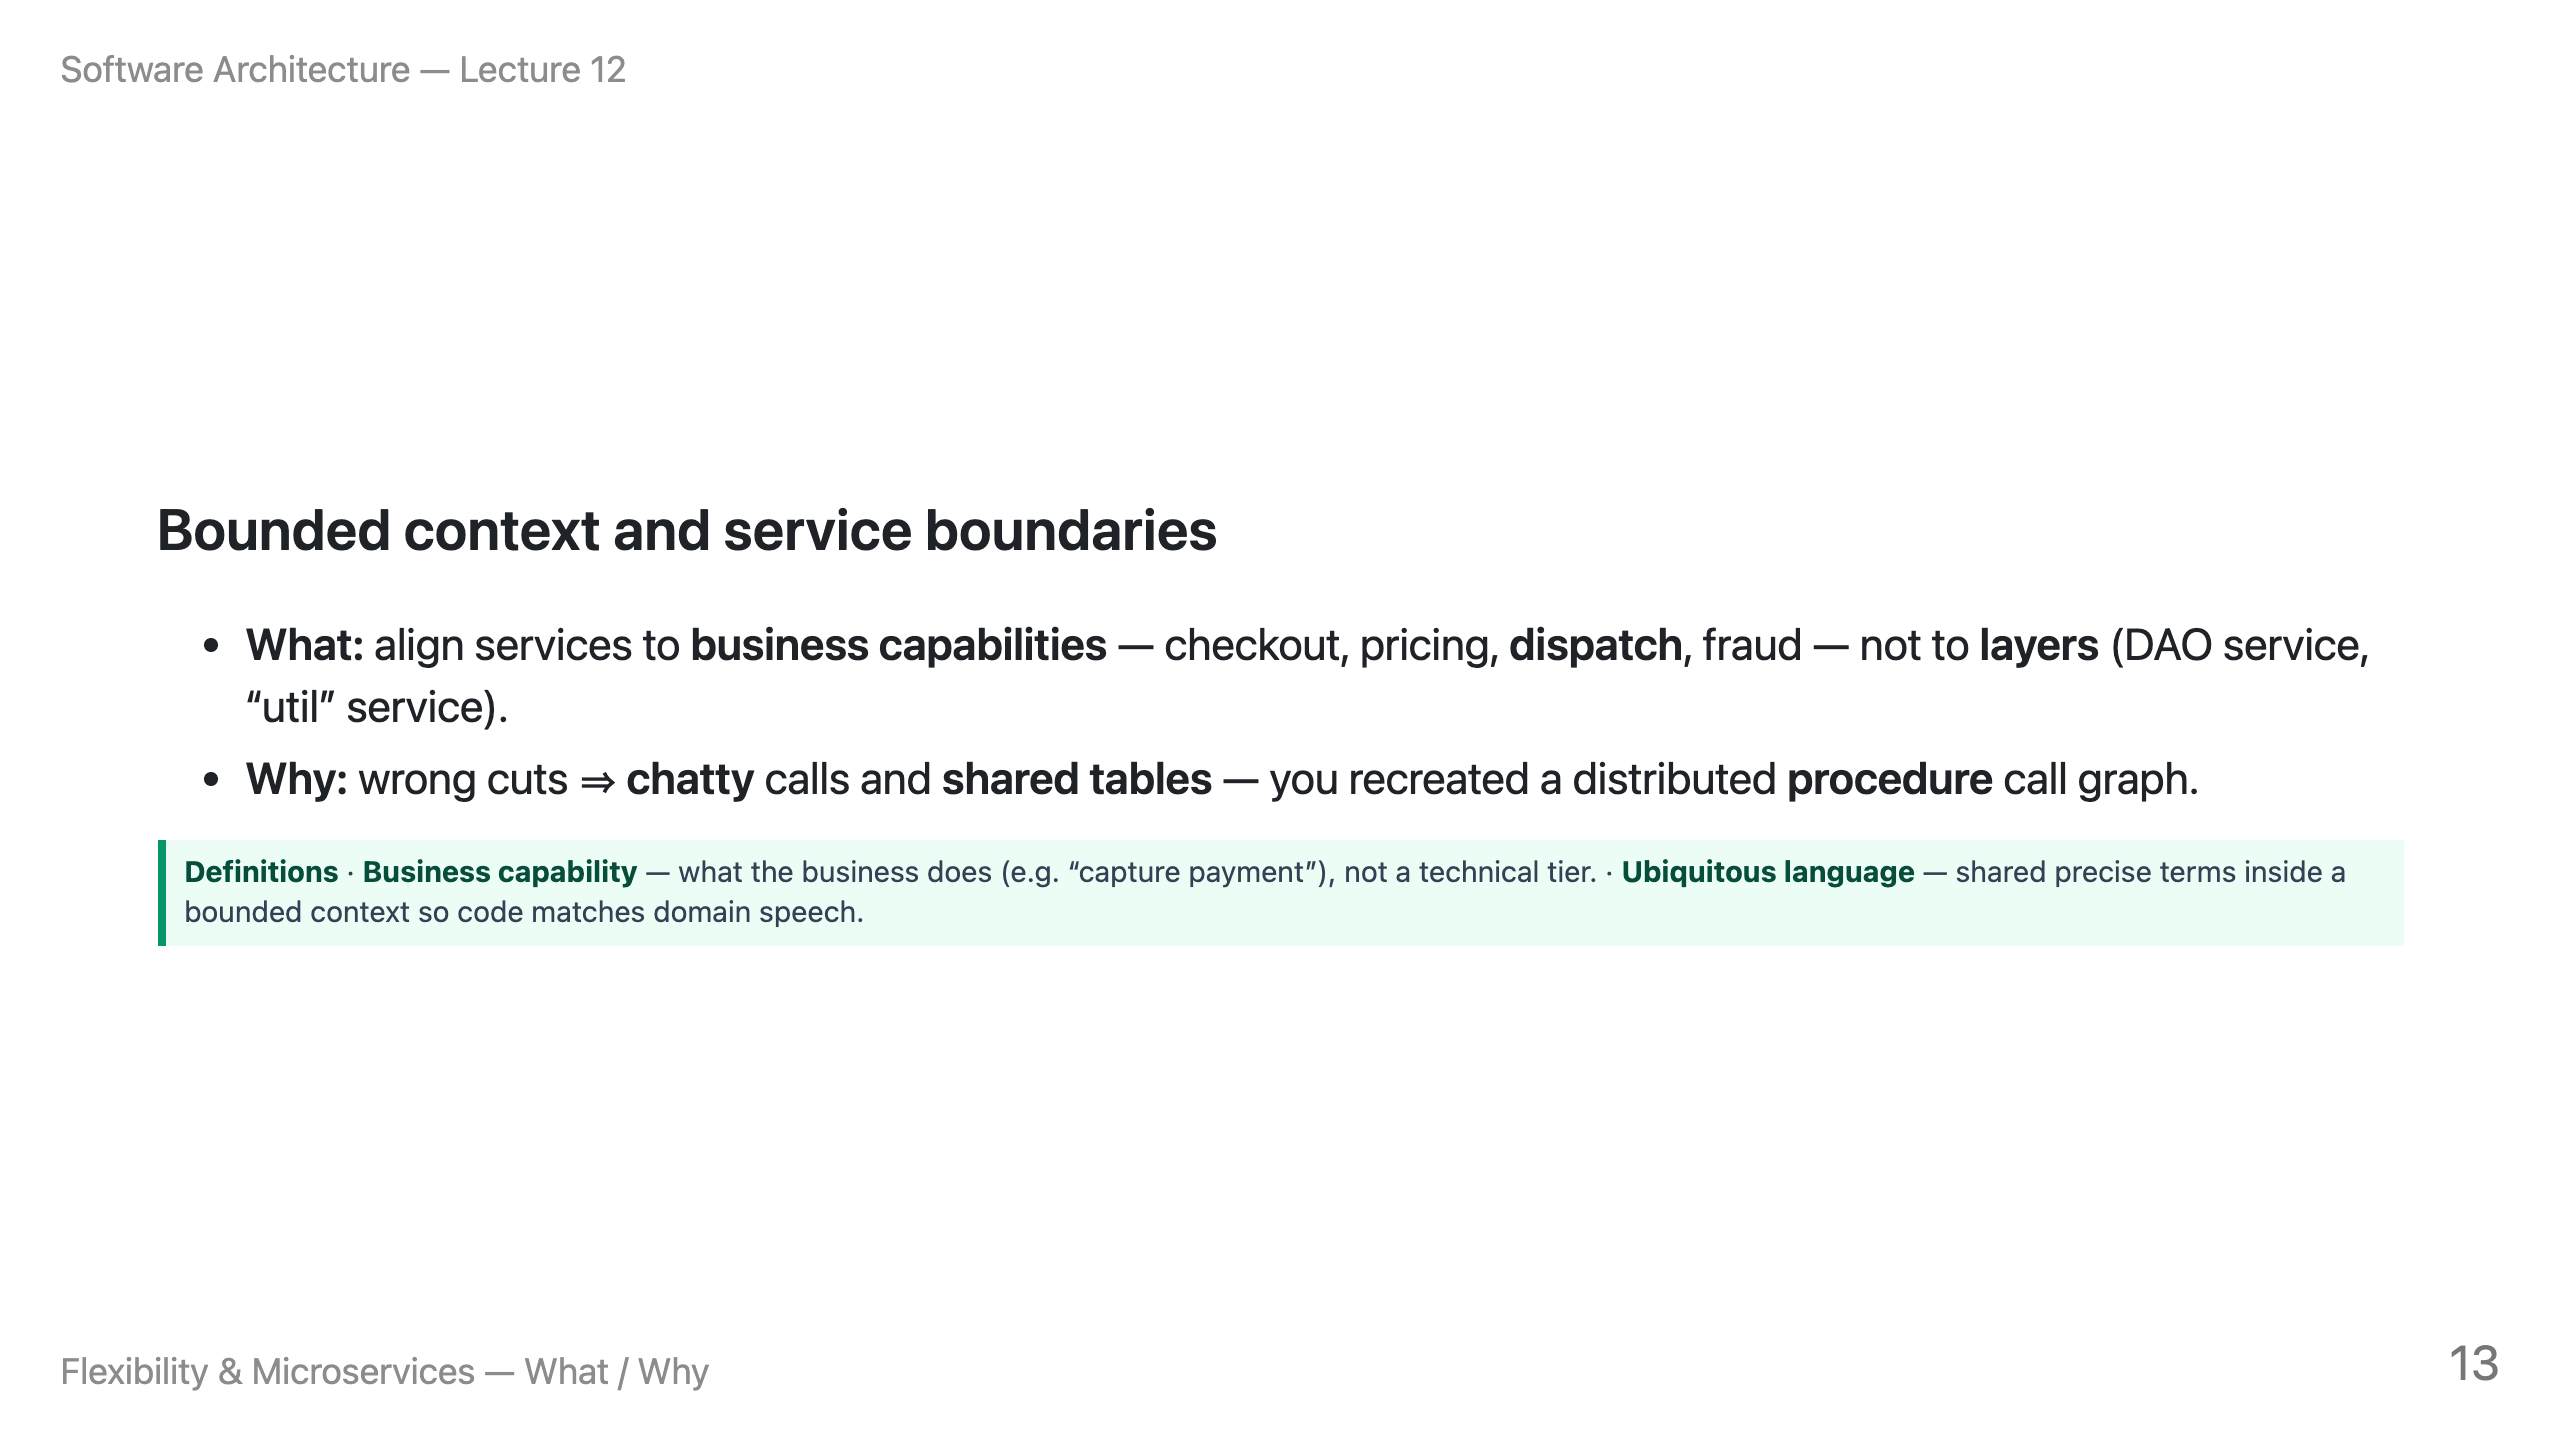 Software Architecture — Lecture 12
Bounded context and service boundaries
• What: align services to business capabilities — checkout, pricing, dispatch, fraud — not to layers (DAO service,
“util” service).
• Why: wrong cuts ⇒ chatty calls and shared tables — you recreated a distributed procedure call graph.
Definitions · Business capability — what the business does (e.g. “capture payment”), not a technical tier. · Ubiquitous language — shared precise terms inside a
bounded context so code matches domain speech.
Flexibility & Microservices — What / Why
13